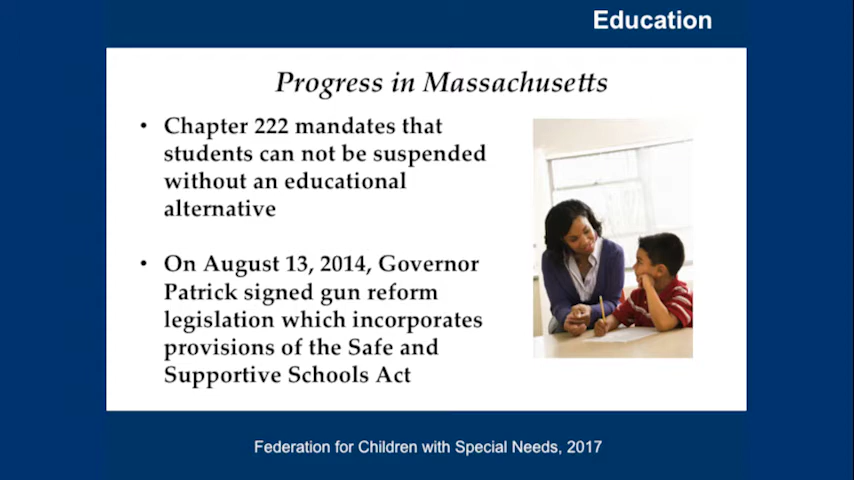 Education
Progress in Massachusetts
• Chapter 222 mandates that
students can not be suspended
without an educational
alternative
• On August 13, 2014, Governor
Patrick signed gun reform
legislation which incorporates
provisions of the Safe and
Supportive Schools Act
Federation for Children with Special Needs, 2017